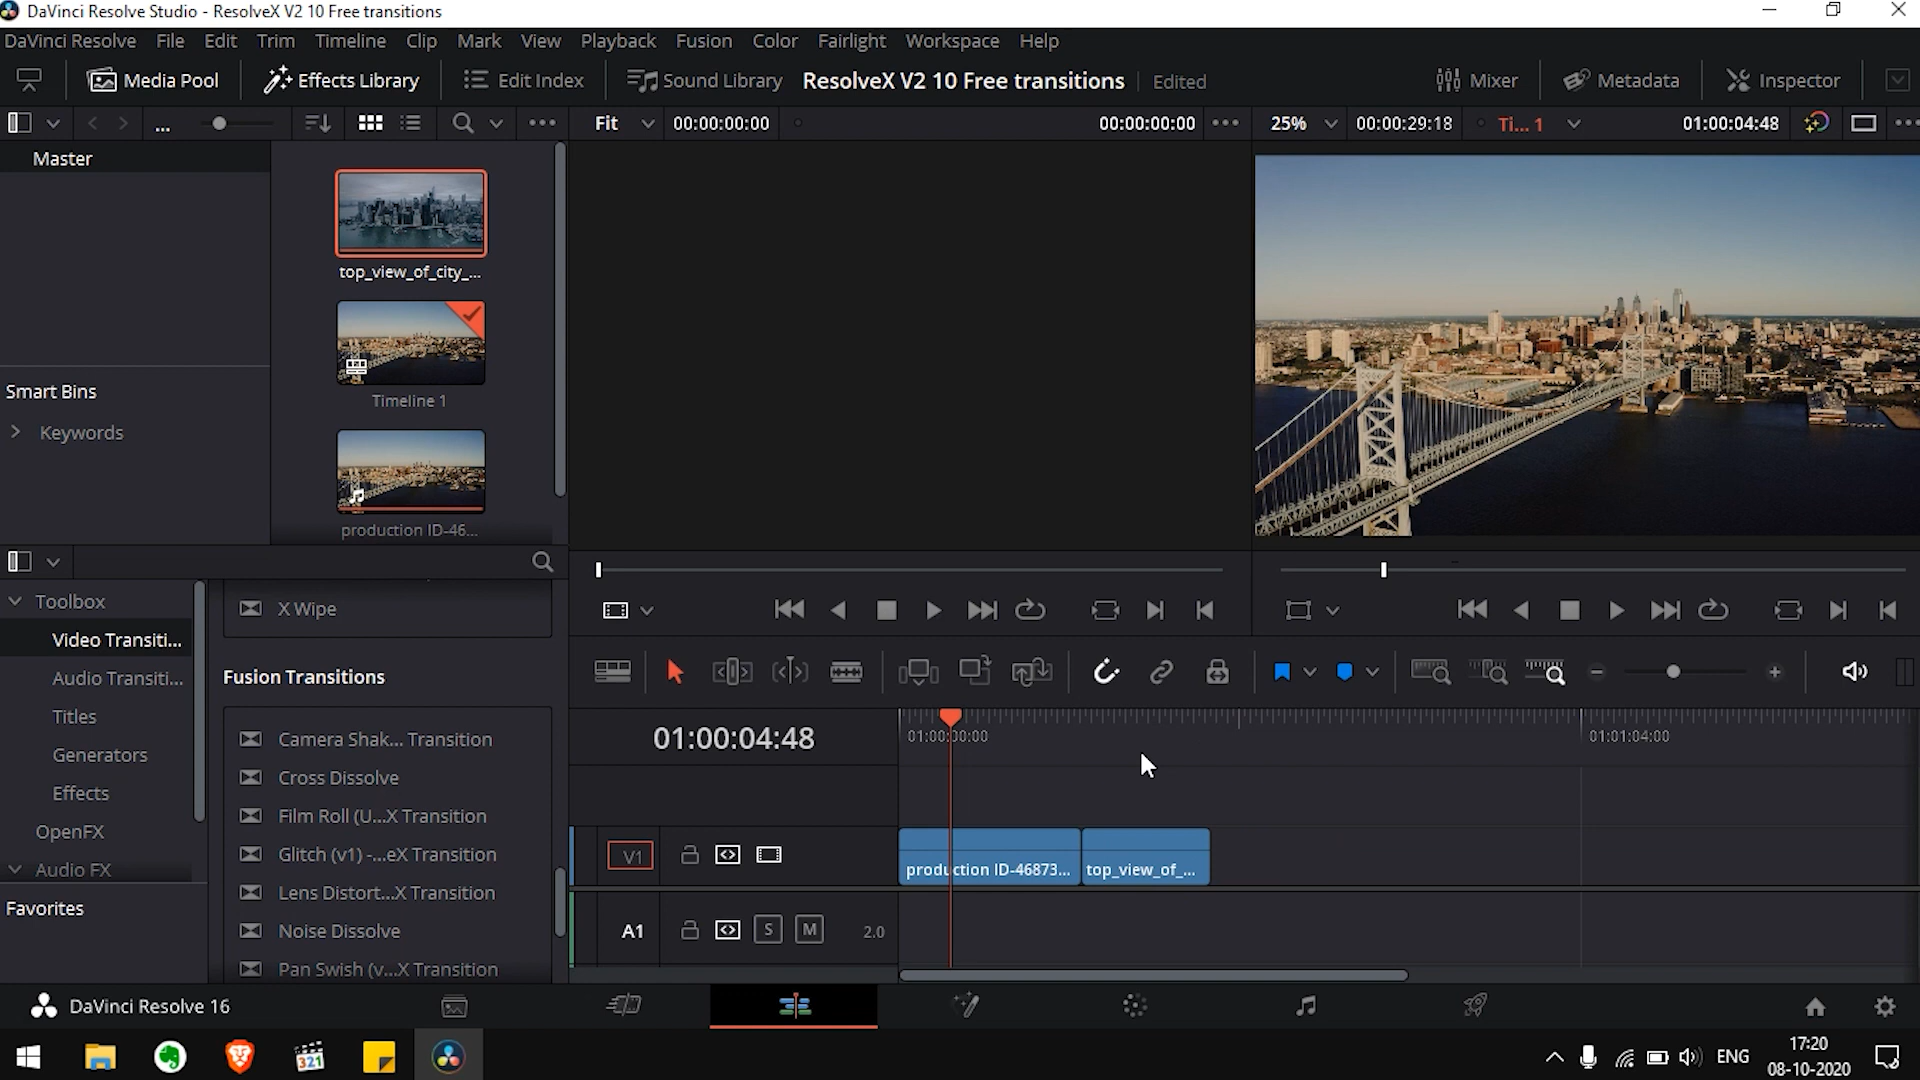 DaVinci Resolve Studio - ResolveX V2 10 Free transitions
DaVinci Resolve File Edit Trim Timeline Clip Mark View Playback Fusion Color Fairlight Workspace Help
Media Pool Effects Library Edit Index Sound Library ResolveX V2 10 Free transitions Edited Mixer Metadata Inspector
... Fit 00:00:00:00 00:00:00:00 25% 00:00:29:18 Ti... 1 01:00:04:48
Master
top_view_of_city_...
Timeline 1
production ID-46...
Smart Bins
Keywords
Toolbox
Video Transiti...
Audio Transiti...
Titles
Generators
Effects
OpenFX
Audio FX
Favorites
X Wipe
Fusion Transitions
Camera Shak... Transition
Cross Dissolve
Film Roll (U...X Transition
Glitch (v1) -...eX Transition
Lens Distort...X Transition
Noise Dissolve
Pan Swish (v...X Transition
01:00:04:48 01:00:00:00 01:01:04:00
V1 production ID-46873... top_view_of_...
A1 S M 2.0
DaVinci Resolve 16
321
ENG
17:20
08-10-2020